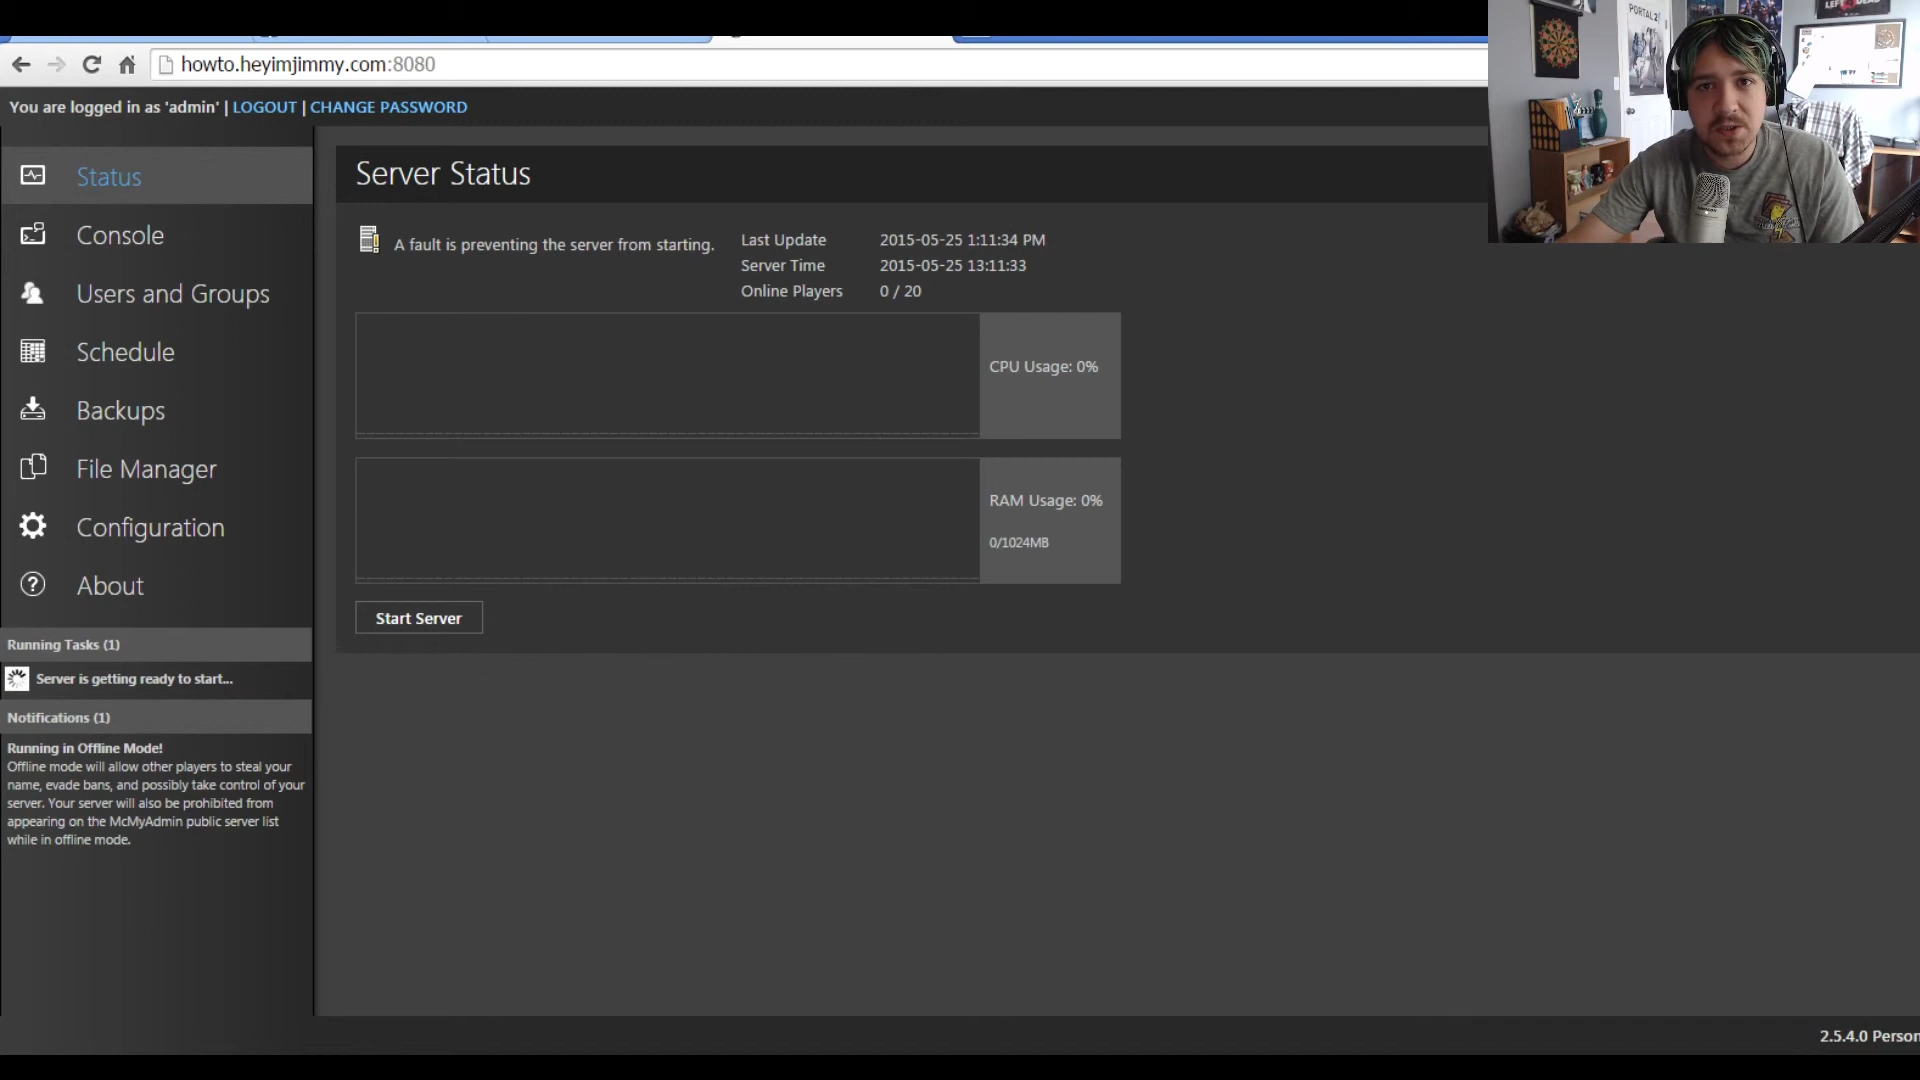 howto.heyimjimmy.com:8080
You are logged in as 'admin' | LOGOUT | CHANGE PASSWORD
Status
Console
Users and Groups
Schedule
Backups
File Manager
Configuration
About
Running Tasks (1)
Server is getting ready to start...
Notifications (1)
Running in Offline Mode!
Offline mode will allow other players to steal your
name, evade bans, and possibly take control of your
server. Your server will also be prohibited from
appearing on the McMyAdmin public server list
while in offline mode.
Server Status
A fault is preventing the server from starting.
Last Update 2015-05-25 1:11:34 PM
Server Time 2015-05-25 13:11:33
Online Players 0 / 20
CPU Usage: 0%
RAM Usage: 0%
0/1024MB
Start Server
PORTAL 2
LEFT 4 DEAD
2.5.4.0 Person